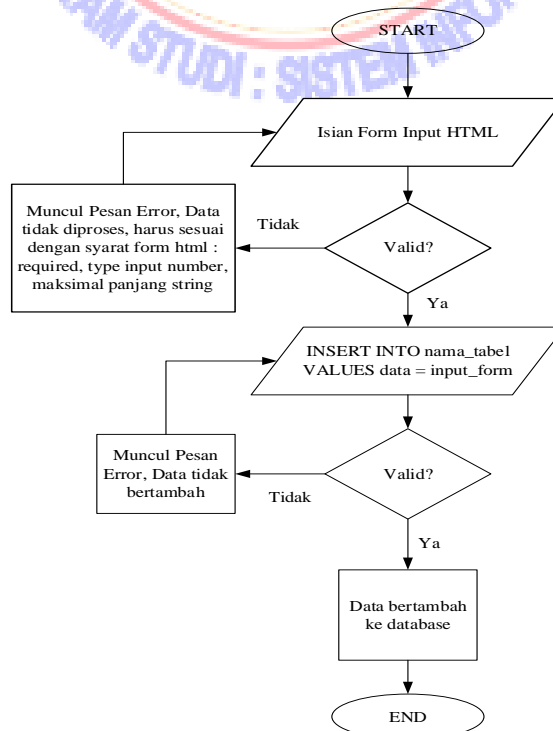 STUDI : SISTEM
START
Isian Form Input HTML
Muncul Pesan Error, Data
tidak diproses, harus sesuai
dengan syarat form html :
required, type input number,
maksimal panjang string
Tidak
Valid?
Ya
INSERT INTO nama_tabel
VALUES data = input_form
Muncul Pesan
Error, Data tidak
bertambah
Tidak
Valid?
Ya
Data bertambah
ke database
END